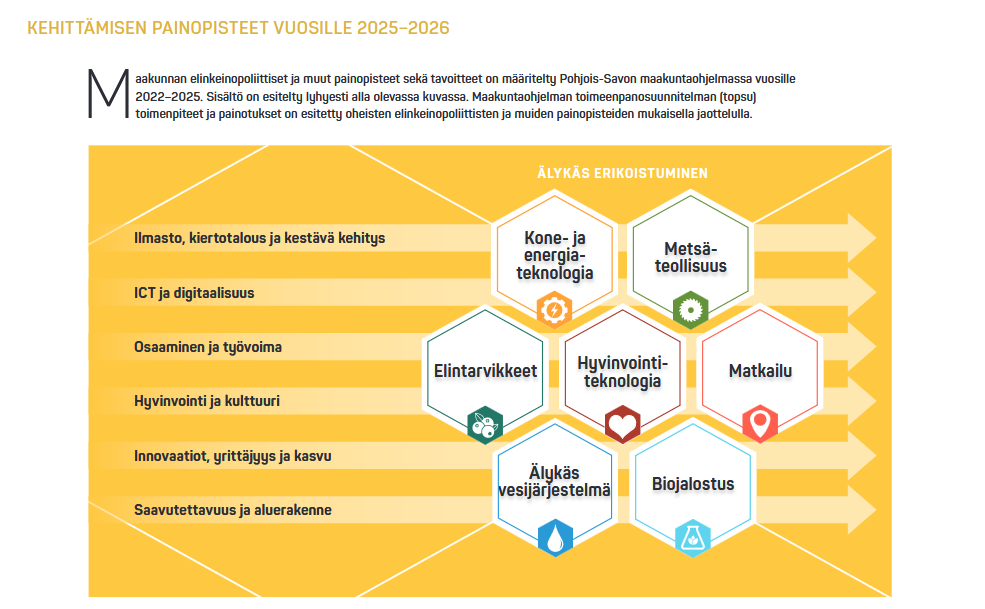 KEHITTÄMISEN PAINOPISTEET VUOSILLE 2025–2026
Maakunnan elinkeinopoliittiset ja muut painopisteet sekä tavoitteet on määritelty Pohjois-Savon maakuntaohjelmassa vuosille
2022–2025. Sisältö on esitelty lyhyesti alla olevassa kuvassa. Maakuntaohjelman toimeenpanosuunnitelman (topsu)
toimenpiteet ja painotukset on esitetty oheisten elinkeinopoliittisten ja muiden painopisteiden mukaisella jaottelulla.
ÄLYKÄS ERIKOISTUMINEN
Ilmasto, kiertotalous ja kestävä kehitys
ICT ja digitaalisuus
Osaaminen ja työvoima
Hyvinvointi ja kulttuuri
Innovaatiot, yrittäjyys ja kasvu
Saavutettavuus ja aluerakenne
Kone- ja
energia-
teknologia
Metsä-
teollisuus
Elintarvikkeet
Hyvinvointi-
teknologia
Matkailu
Älykäs
vesijärjestelmä
Biojalostus